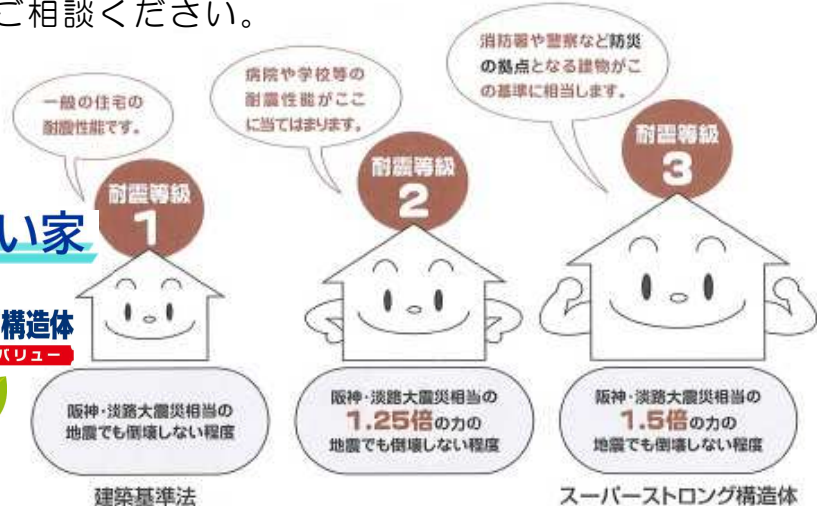 ご相談ください。
一般の住宅の
耐震性能です。
病院や学校等の
耐震性能がここ
に当てはまります。
消防署や警察など防災
の拠点となる建物がこ
の基準に相当します。
耐震等級
1
耐震等級
2
耐震等級
3
い家
構造体
バリュー
阪神・淡路大震災相当の
地震でも倒壊しない程度
阪神・淡路大震災相当の
1.25倍の力の
地震でも倒壊しない程度
阪神・淡路大震災相当の
1.5倍の力の
地震でも倒壊しない程度
建築基準法
スーパーストロング構造体